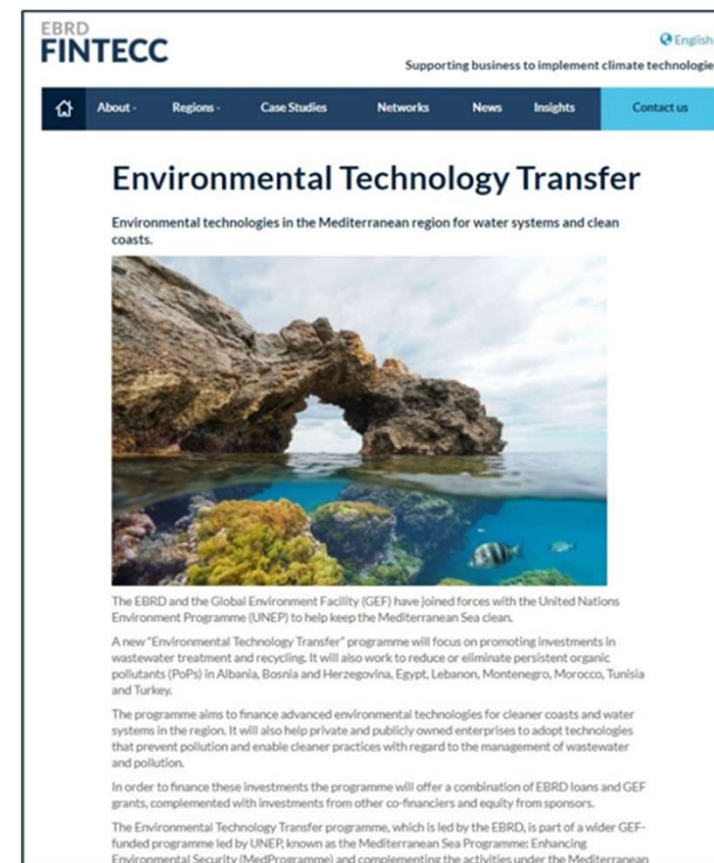 EBRD
FINTECC
English
Supporting business to implement climate technologie
About
Regions
Case Studies
Networks
News
Insights
Contact us
Environmental Technology Transfer
Environmental technologies in the Mediterranean region for water systems and clean
coasts.
The EBRD and the Global Environment Facility (GEF) have joined forces with the United Nations
Environment Programme (UNEP) to help keep the Mediterranean Sea clean.
A new "Environmental Technology Transfer" programme will focus on promoting investments in
wastewater treatment and recycling. It will also work to reduce or eliminate persistent organic
pollutants (PoPs) in Albania, Bosnia and Herzegovina, Egypt, Lebanon, Montenegro, Morocco, Tunisia
and Turkey.
The programme aims to finance advanced environmental technologies for cleaner coasts and water
systems in the region. It will also help private and publicly owned enterprises to adopt technologies
that prevent pollution and enable cleaner practices with regard to the management of wastewater
and pollution.
In order to finance these investments the programme will offer a combination of EBRD loans and GEF
grants, complemented with investments from other co-financiers and equity from sponsors.
The Environmental Technology Transfer programme, which is led by the EBRD, is part of a wider GEF-
funded programme led by UNEP, known as the Mediterranean Sea Programme: Enhancing
Environmental Security (MedProgramme) and complementing the activities under the Mediterranean